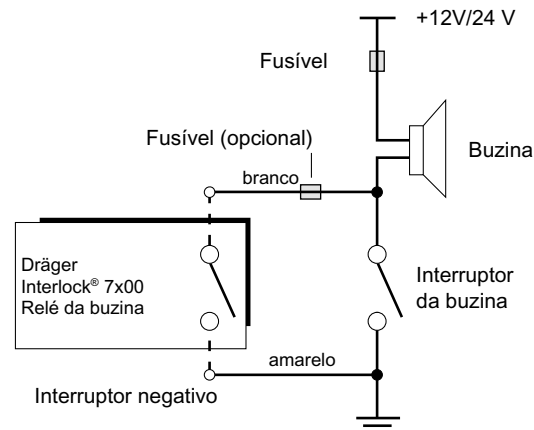 +12V/24 V
Fusível
Fusível (opcional)
Buzina
branco
Dräger
Interlock® 7x00
Relé da buzina
Interruptor
da buzina
amarelo
Interruptor negativo